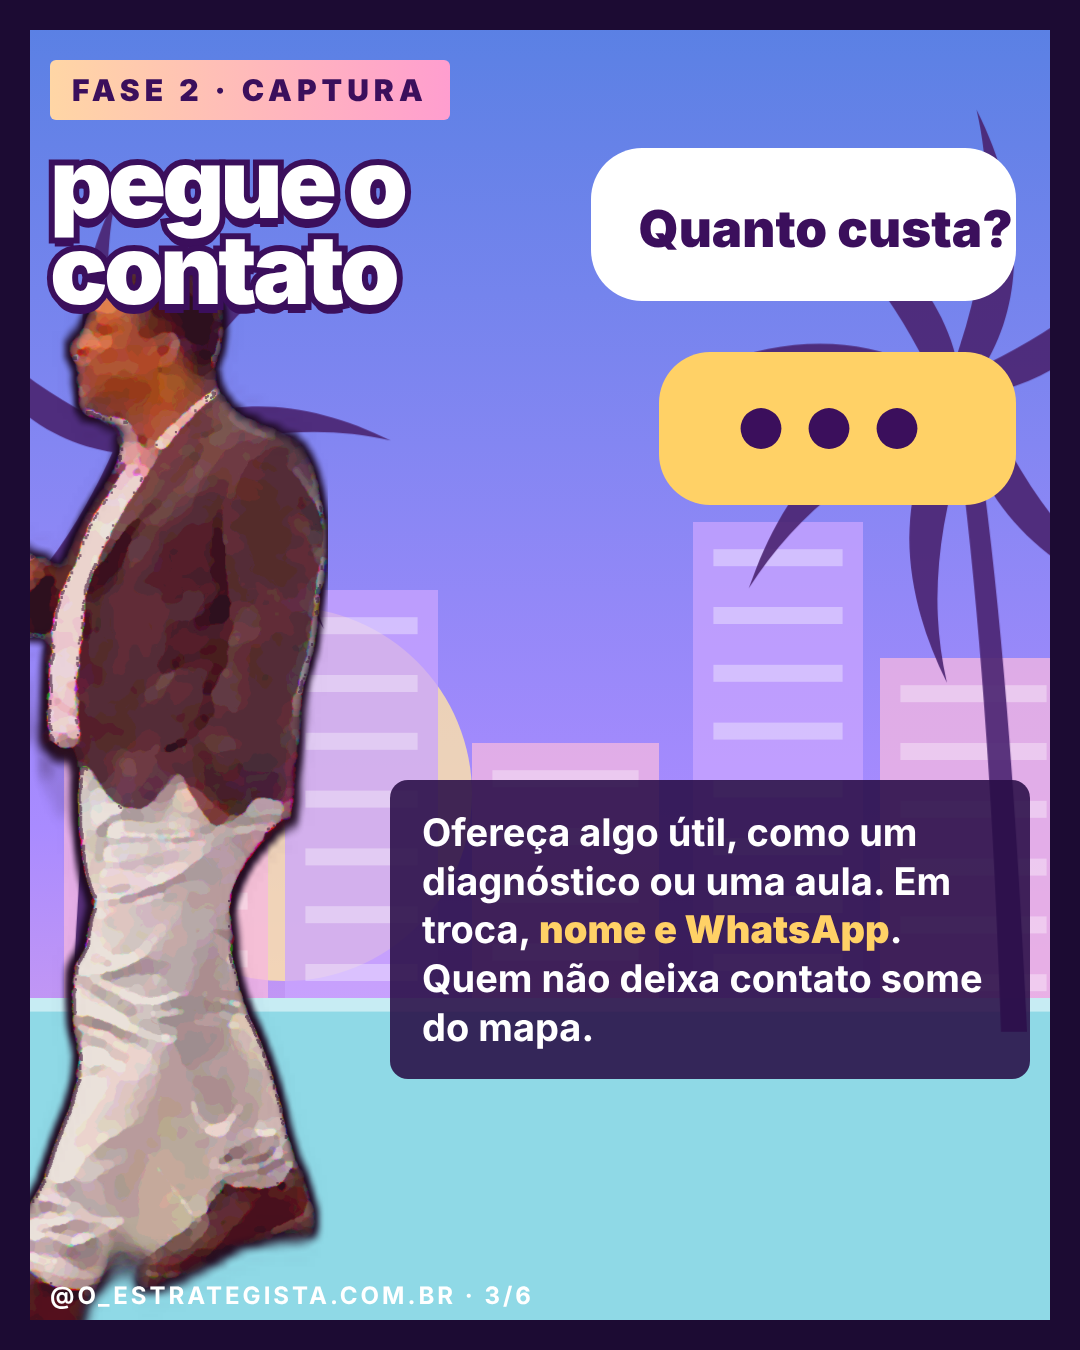 FASE 2 · CAPTURA
pegue o
contato
Quanto custa?
Ofereça algo útil, como um
diagnóstico ou uma aula. Em
troca, nome e WhatsApp.
Quem não deixa contato some
do mapa.
@O_ESTRATEGISTA.COM.BR · 3/6